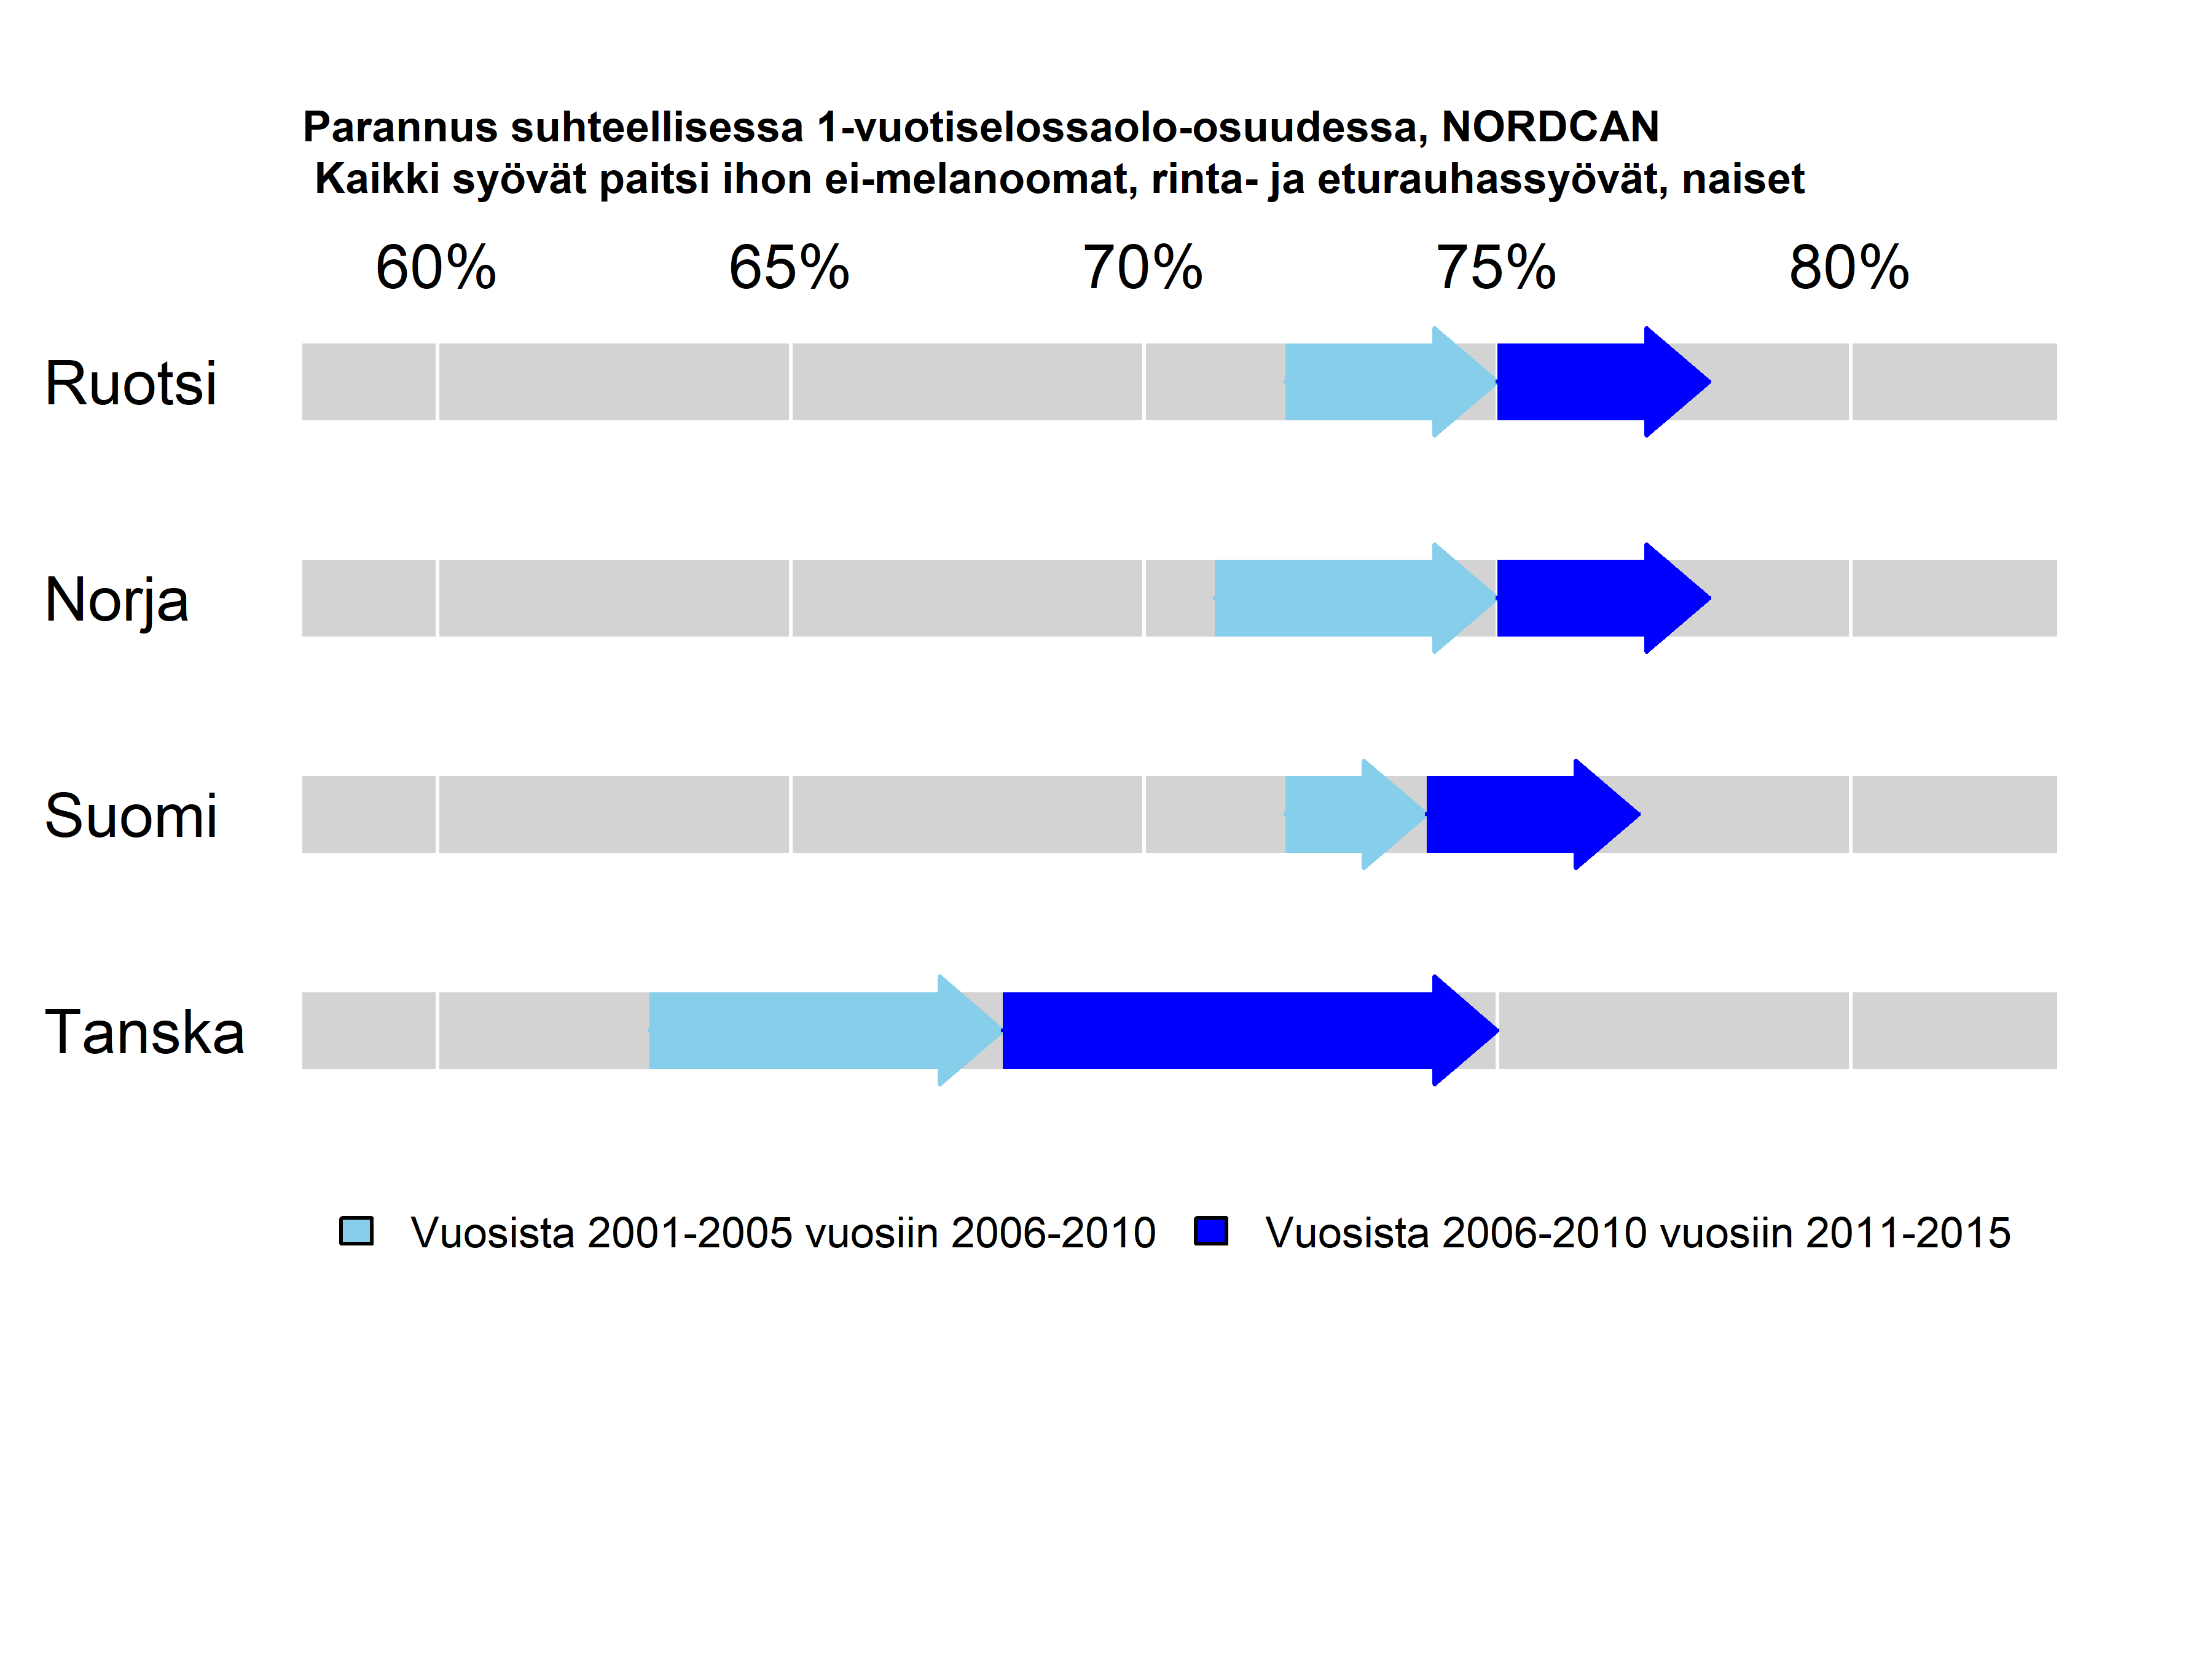 Parannus suhteellisessa 1-vuotiselossaolo-osuudessa, NORDCAN
Kaikki syövät paitsi ihon ei-melanoomat, rinta- ja eturauhassyövät, naiset
60% 65% 70% 75% 80%
Ruotsi
Norja
Suomi
Tanska
Vuosista 2001-2005 vuosiin 2006-2010 Vuosista 2006-2010 vuosiin 2011-2015